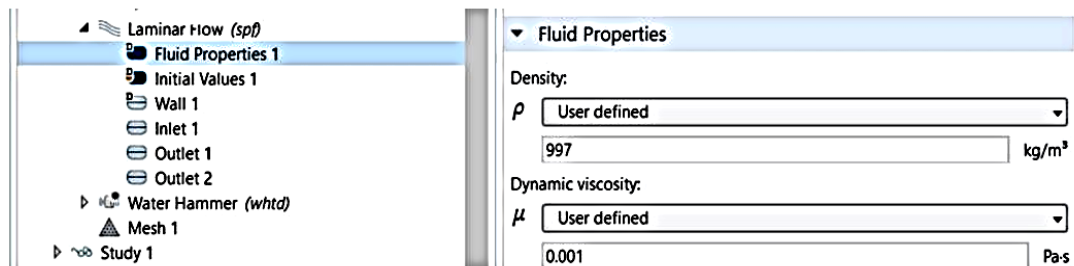 Laminar Flow (spf)
Fluid Properties 1
Initial Values 1
Wall 1
Inlet 1
Outlet 1
Outlet 2
Water Hammer (whtd)
Mesh 1
Study 1
Fluid Properties
Density:
ρ User defined
997 kg/m³
Dynamic viscosity:
μ User defined
0.001 Pa·s